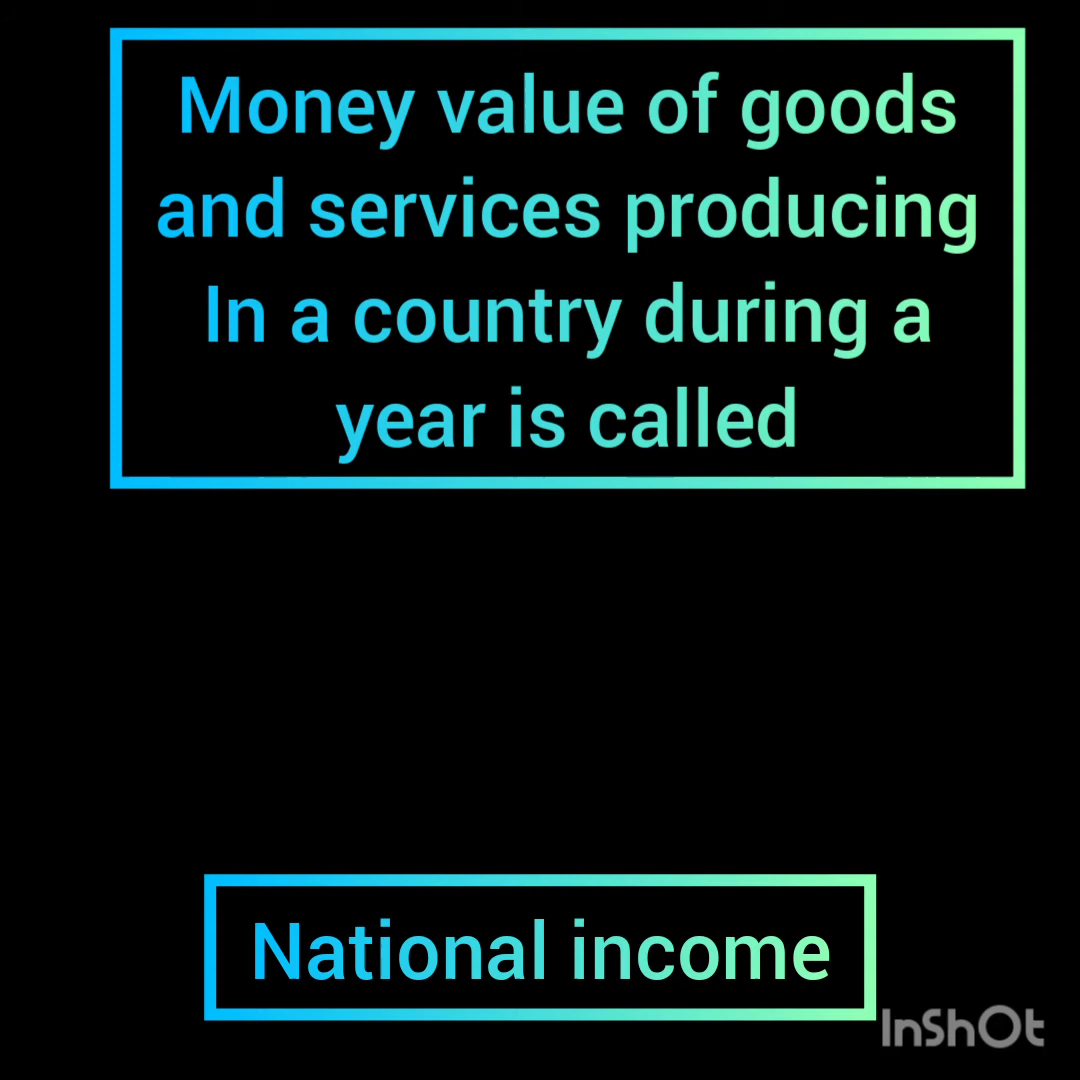 Money value of goods
and services producing
In a country during a
year is called
National income
InShOt